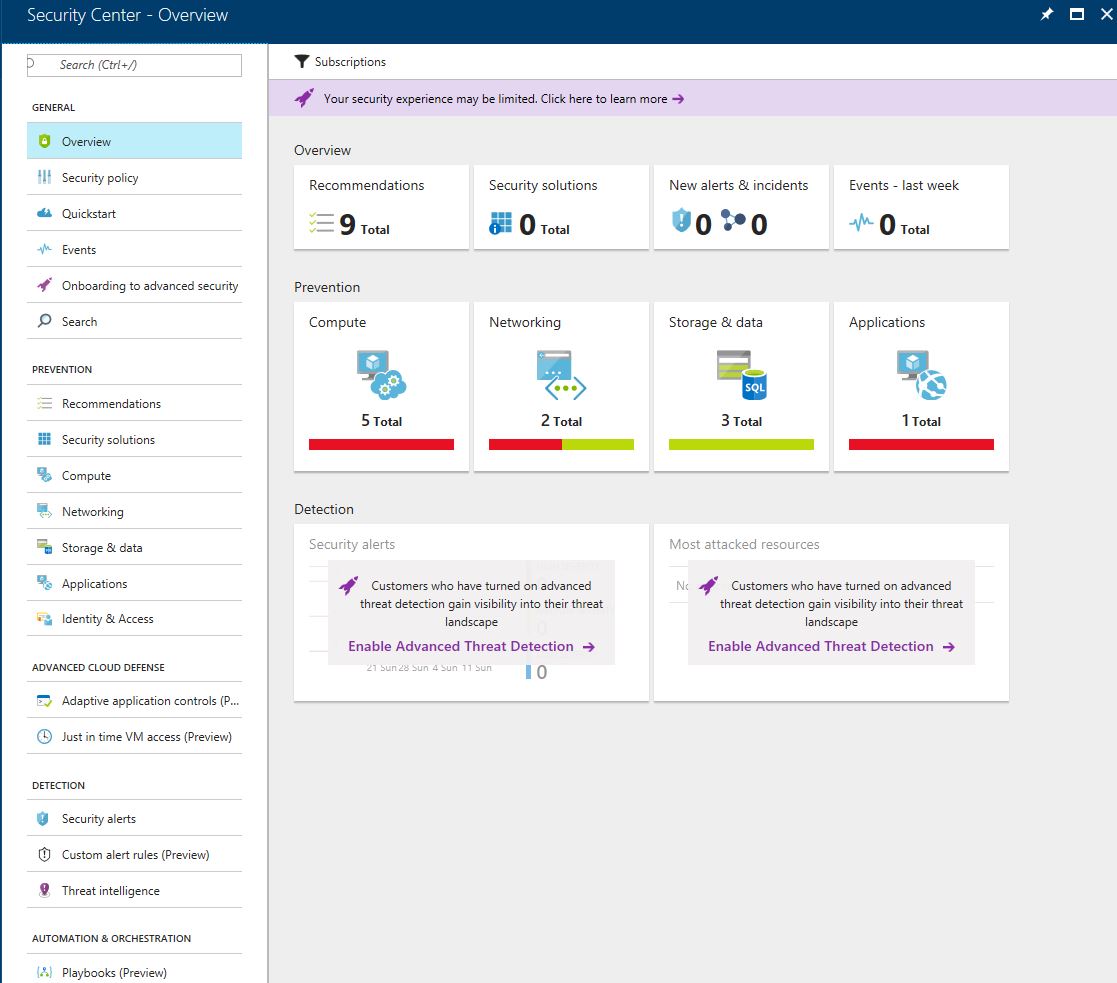 Security Center - Overview
Search (Ctrl+/)
GENERAL
Overview
Security policy
Quickstart
Events
Onboarding to advanced security
Search
PREVENTION
Recommendations
Security solutions
Compute
Networking
Storage & data
Applications
Identity & Access
ADVANCED CLOUD DEFENSE
Adaptive application controls (P...
Just in time VM access (Preview)
DETECTION
Security alerts
Custom alert rules (Preview)
Threat intelligence
AUTOMATION & ORCHESTRATION
Playbooks (Preview)
Subscriptions
Your security experience may be limited. Click here to learn more →
Overview
Recommendations
9 Total
Security solutions
0 Total
New alerts & incidents
0 0
Events - last week
0 Total
Prevention
Compute
5 Total
Networking
2 Total
Storage & data
SQL
3 Total
Applications
1 Total
Detection
Security alerts
Customers who have turned on advanced
threat detection gain visibility into their threat
landscape
Enable Advanced Threat Detection →
21 Sun 28 Sun 4 Sun 11 Sun
0
0
Most attacked resources
Customers who have turned on advanced
threat detection gain visibility into their threat
landscape
Enable Advanced Threat Detection →